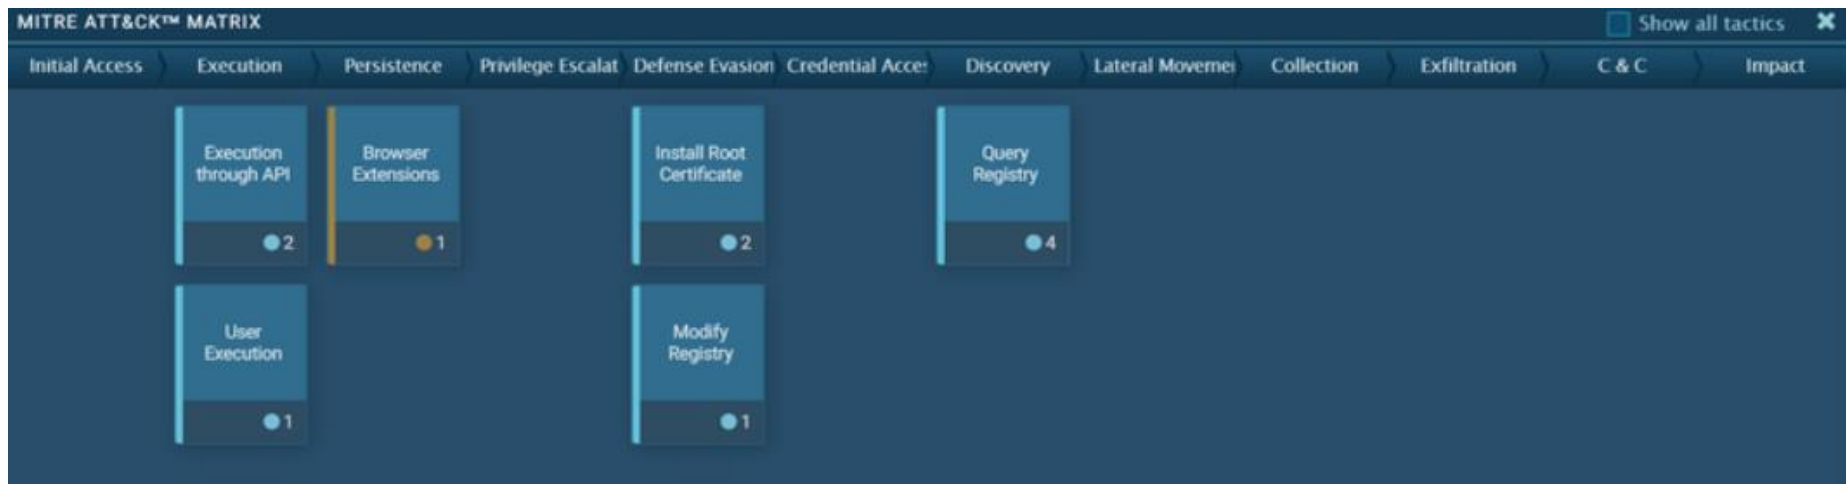 MITRE ATT&CK™ MATRIX
Show all tactics
Initial Access
Execution
Persistence
Privilege Escalat
Defense Evasion
Credential Acce
Discovery
Lateral Moveme
Collection
Exfiltration
C & C
Impact
Execution
through API
2
Browser
Extensions
1
Install Root
Certificate
2
Query
Registry
4
User
Execution
1
Modify
Registry
1